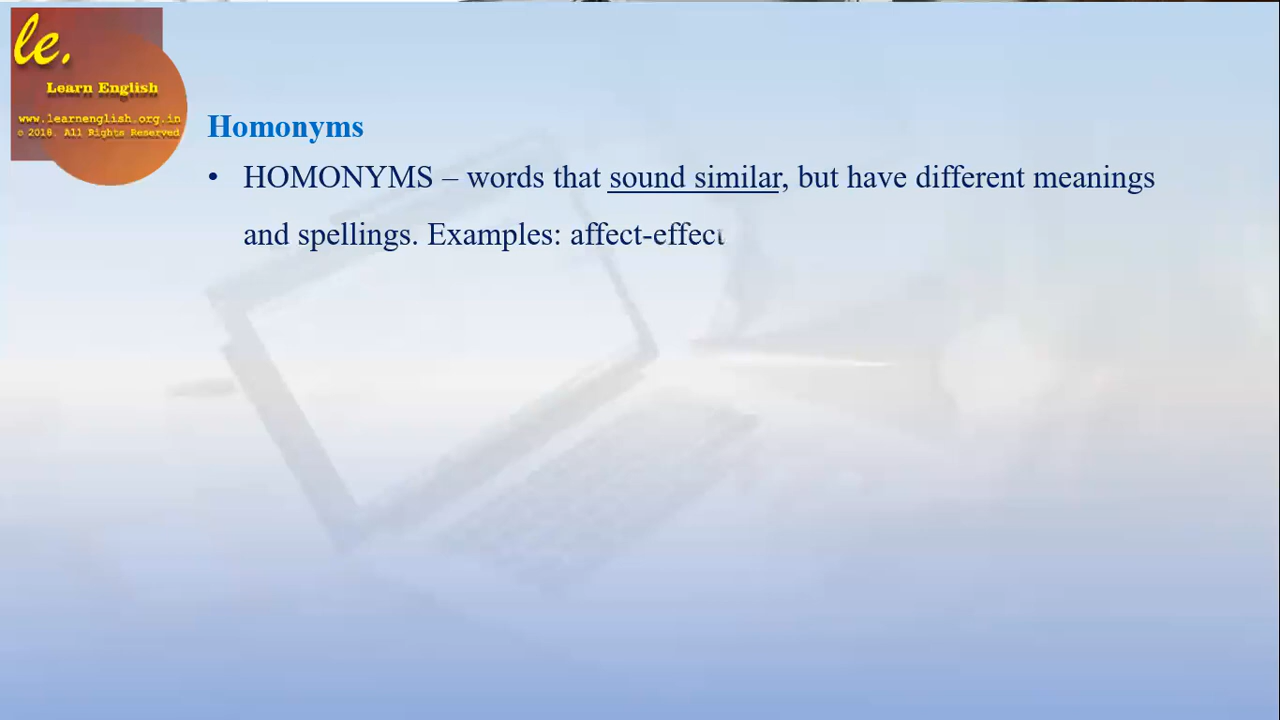 le.
Learn English
www.learnenglish.org.in
© 2018. All Rights Reserved
Homonyms
• HOMONYMS – words that sound similar, but have different meanings
and spellings. Examples: affect-effect